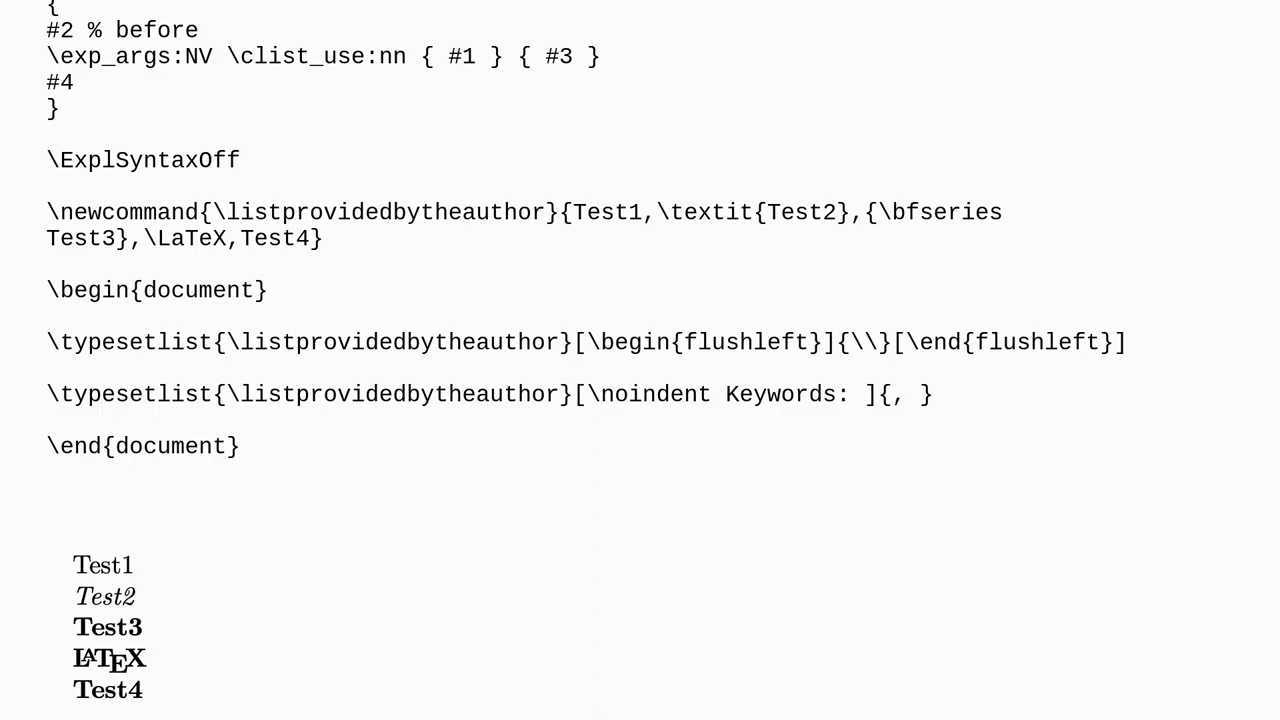 {
#2 % before
\exp_args:NV \clist_use:nn { #1 } { #3 }
#4
}
\ExplSyntaxOff
\newcommand{\listprovidedbytheauthor}{Test1,\textit{Test2},{\bfseries
Test3},\LaTeX,Test4}
\begin{document}
\typesetlist{\listprovidedbytheauthor}[\begin{flushleft}]{\\}[\end{flushleft}]
\typesetlist{\listprovidedbytheauthor}[\noindent Keywords: ]{, }
\end{document}
Test1
Test2
Test3
LATEX
Test4